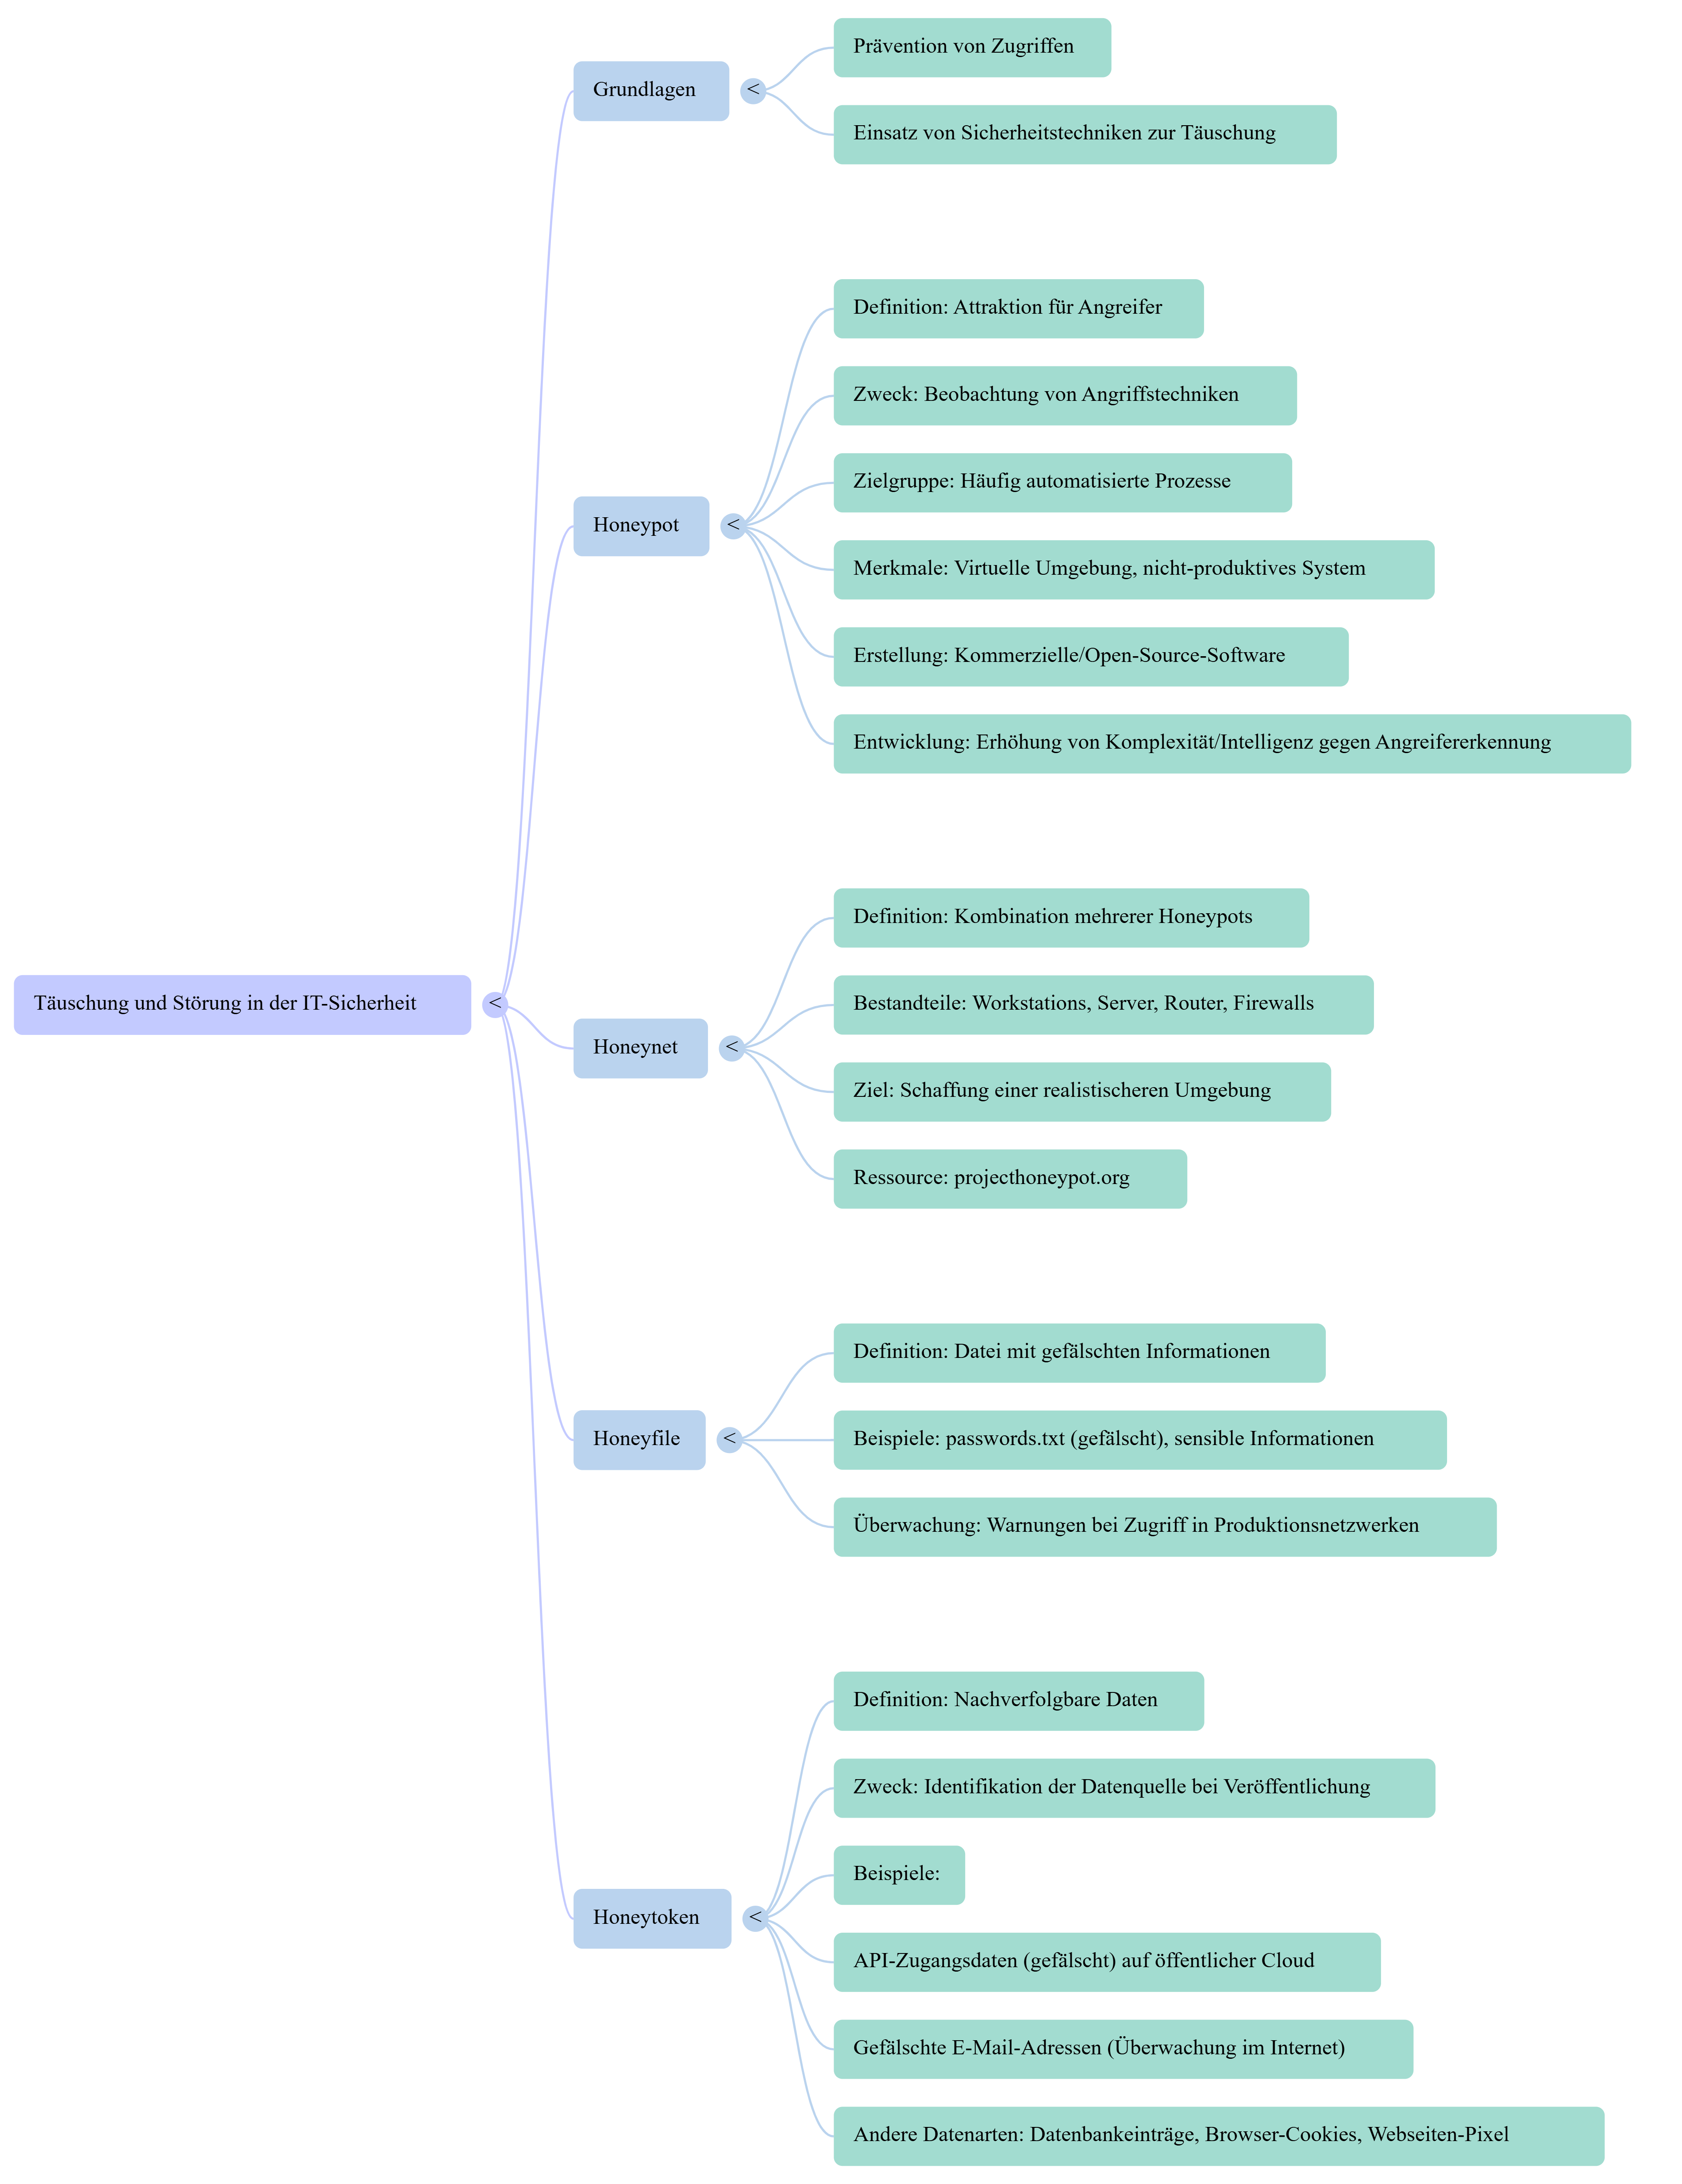 Täuschung und Störung in der IT-Sicherheit
<
Grundlagen
<
Prävention von Zugriffen
Einsatz von Sicherheitstechniken zur Täuschung
Honeypot
<
Definition: Attraktion für Angreifer
Zweck: Beobachtung von Angriffstechniken
Zielgruppe: Häufig automatisierte Prozesse
Merkmale: Virtuelle Umgebung, nicht-produktives System
Erstellung: Kommerzielle/Open-Source-Software
Entwicklung: Erhöhung von Komplexität/Intelligenz gegen Angreifererkennung
Honeynet
<
Definition: Kombination mehrerer Honeypots
Bestandteile: Workstations, Server, Router, Firewalls
Ziel: Schaffung einer realistischeren Umgebung
Ressource: projecthoneypot.org
Honeyfile
<
Definition: Datei mit gefälschten Informationen
Beispiele: passwords.txt (gefälscht), sensible Informationen
Überwachung: Warnungen bei Zugriff in Produktionsnetzwerken
Honeytoken
<
Definition: Nachverfolgbare Daten
Zweck: Identifikation der Datenquelle bei Veröffentlichung
Beispiele:
API-Zugangsdaten (gefälscht) auf öffentlicher Cloud
Gefälschte E-Mail-Adressen (Überwachung im Internet)
Andere Datenarten: Datenbankeinträge, Browser-Cookies, Webseiten-Pixel